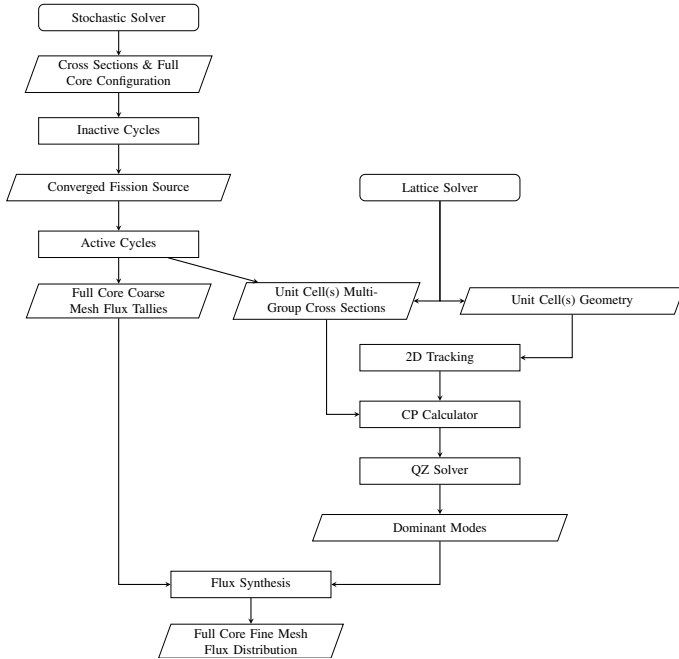 Stochastic Solver
Cross Sections & Full
Core Configuration
Inactive Cycles
Converged Fission Source
Lattice Solver
Active Cycles
Full Core Coarse
Mesh Flux Tallies
Unit Cell(s) Multi-
Group Cross Sections
Unit Cell(s) Geometry
2D Tracking
CP Calculator
QZ Solver
Dominant Modes
Flux Synthesis
Full Core Fine Mesh
Flux Distribution